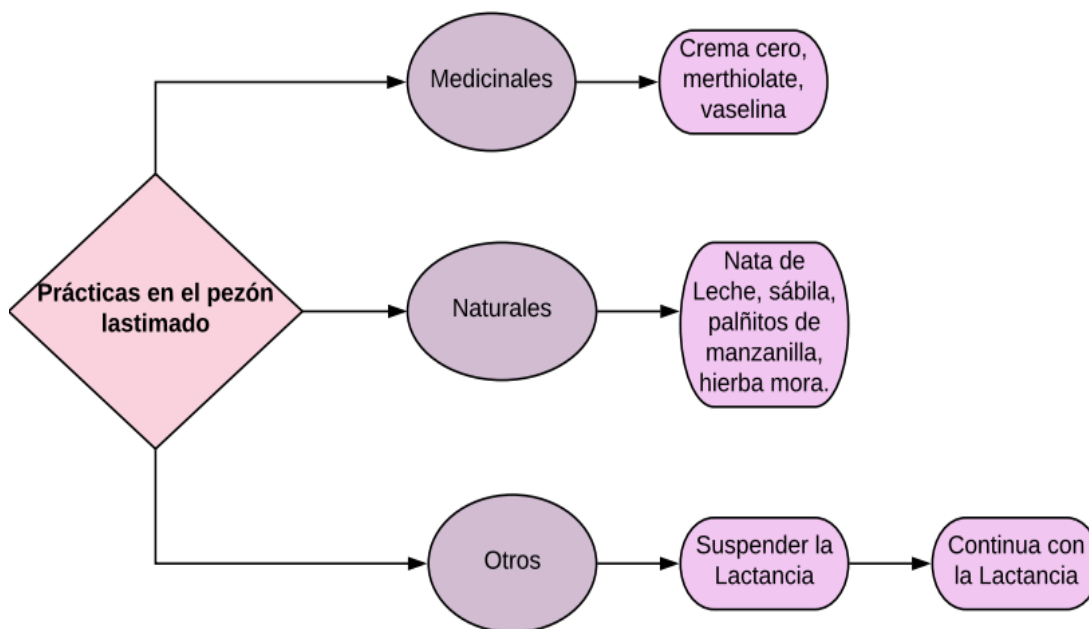 Medicinales
Crema cero,
merthiolate,
vaselina
Prácticas en el pezón
lastimado
Naturales
Nata de
Leche, sábila,
palñitos de
manzanilla,
hierba mora.
Otros
Suspender la
Lactancia
Continua con
la Lactancia